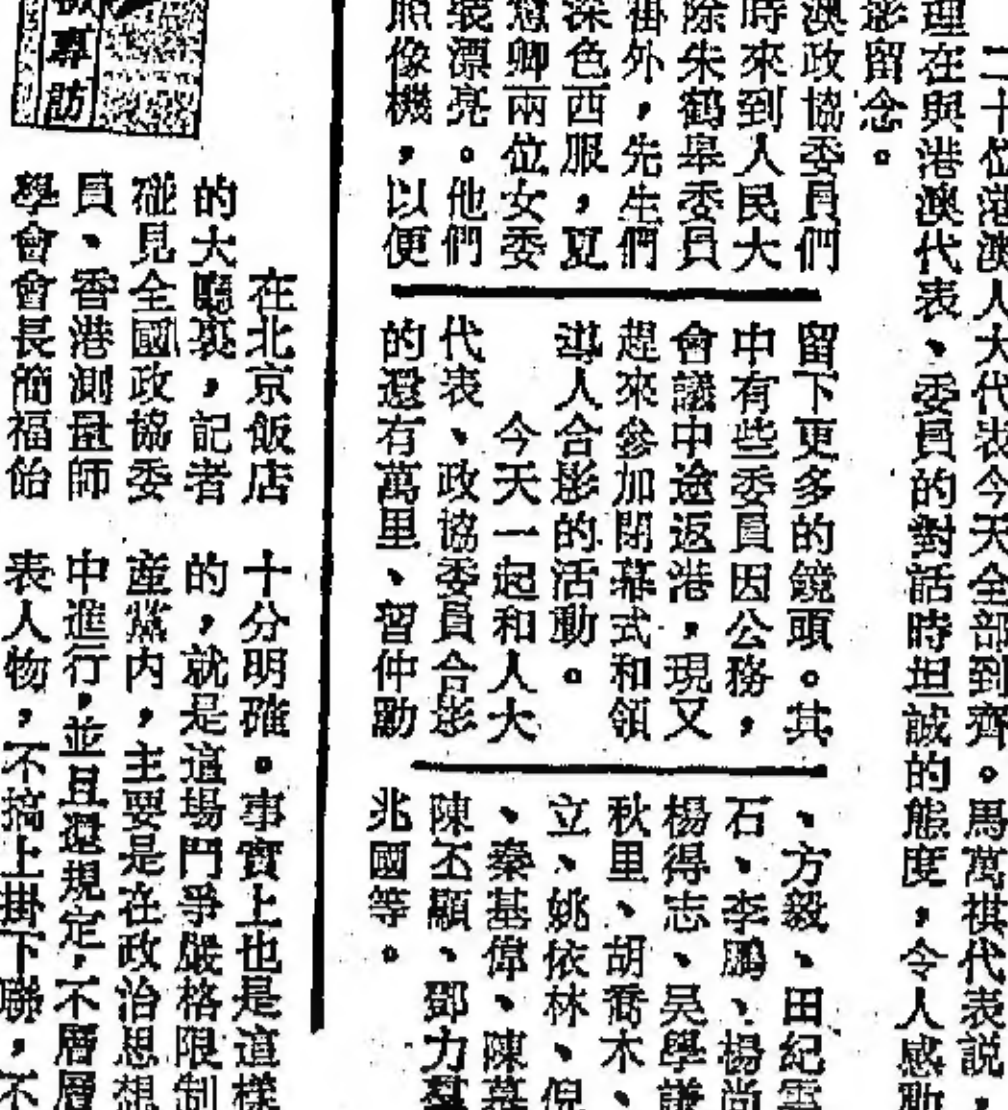 二十位港澳人大代表今天全部到齊。馬萬祺代表説，
理在與港澳代表、委員的對話時坦誠的態度，令人感動
影留念。
澳政協委員們
時來到人民大
除朱鶴皋委員
褂外，先生們
深色西服，夏
慧卿兩位女委
裝漂亮。他們
照像機，以便
留下更多的鏡頭。其
中有些委員因公務，
會議中途返港，現又
趕來參加閉幕式和領
導人合影的活動。
今天一起和人大
代表、政協委員合影
的還有萬里、習仲勛
、方毅、田紀雲
石、李鵬、楊尚
楊得志、吴學謙
秋里、胡喬木、
立、姚依林、倪
、秦基偉、陳慕
陳丕顯、鄧力羣
兆國等。
專訪
在北京飯店
的大廳裏，記者
碰見全國政協委
員、香港測量師
學會會長簡福飴
十分明確。事實上也是這樣
的，就是這場鬥爭嚴格限制
産黨内，主要是在政治思想
中進行，並且還規定，不層層
表人物，不搞上掛下聯，不